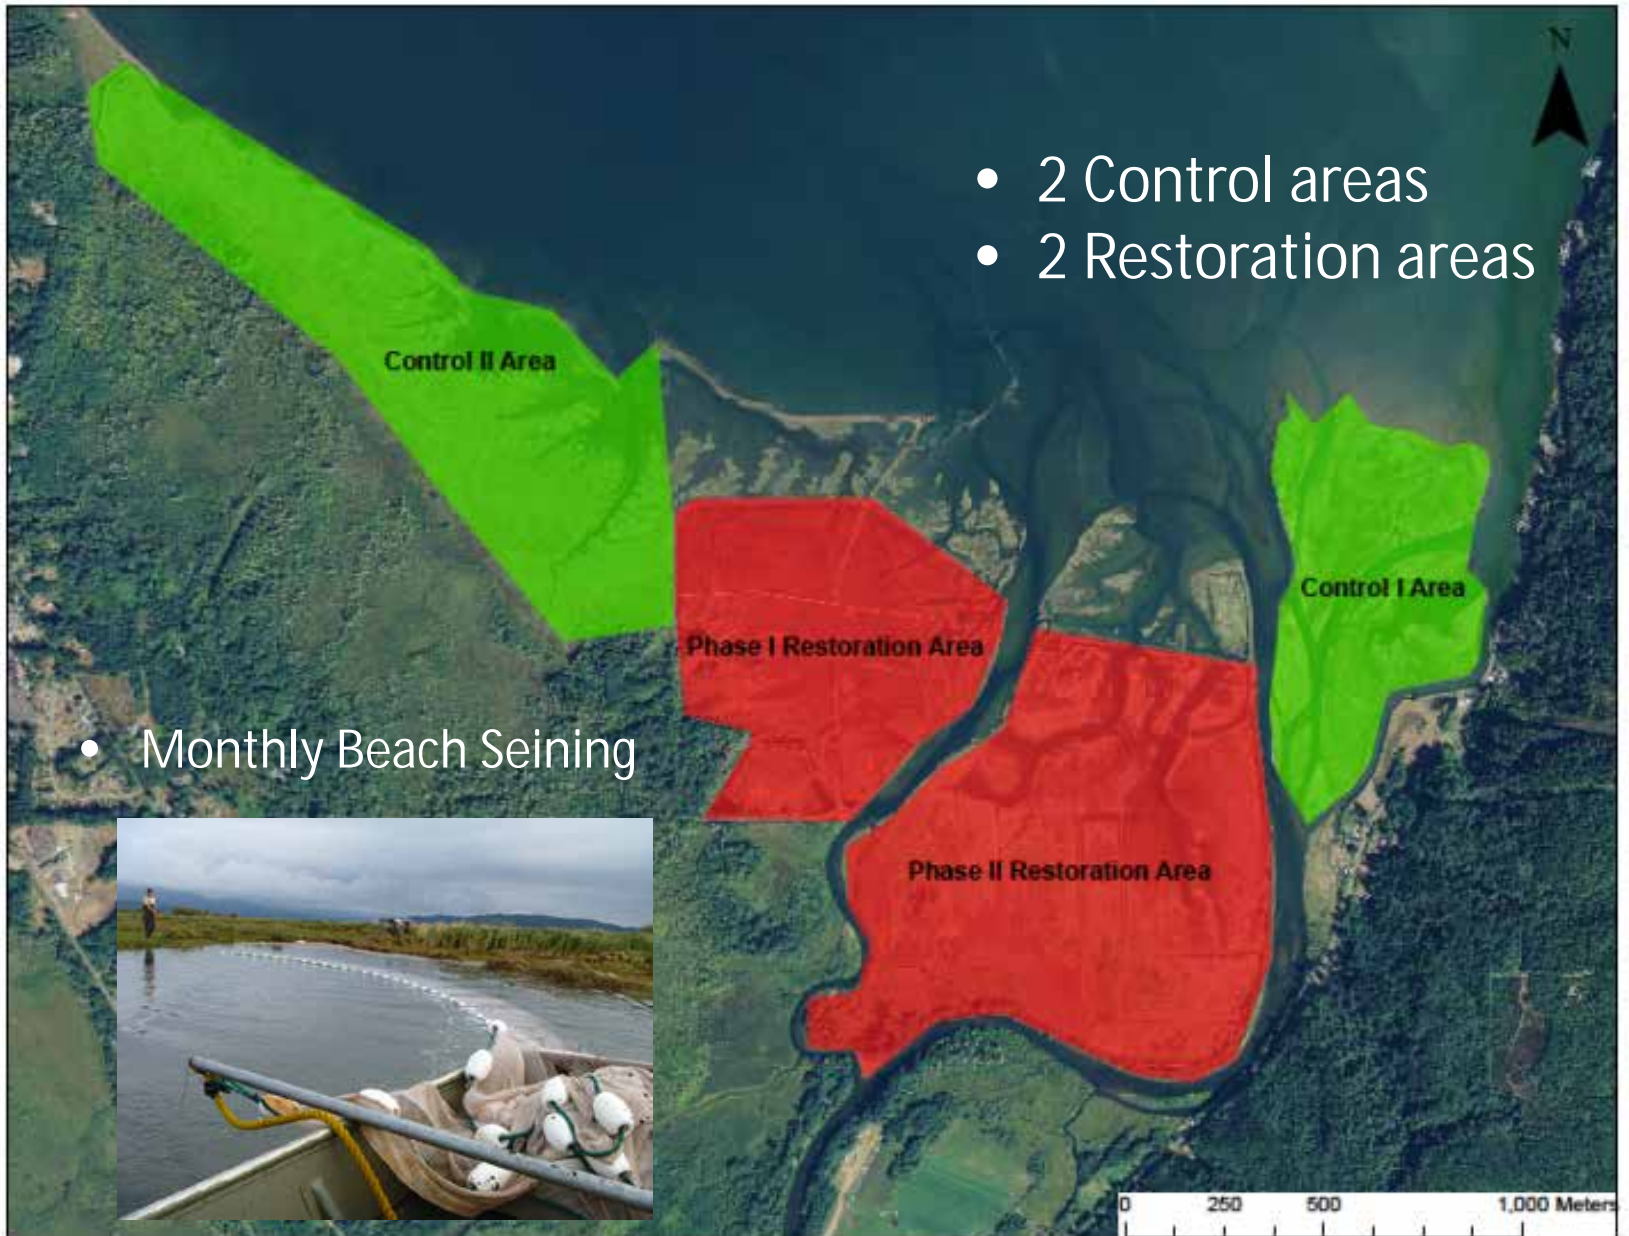 N
• 2 Control areas
• 2 Restoration areas
Control II Area
Control I Area
Phase I Restoration Area
• Monthly Beach Seining
Phase II Restoration Area
0 250 500 1,000 Meters